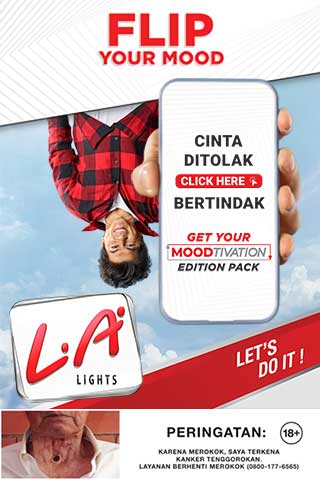 FLIP
YOUR MOOD
CINTA
DITOLAK
CLICK HERE
BERTINDAK
GET YOUR
MOODTIVATION
EDITION PACK
L.A.
LIGHTS
LET'S
DO IT !
PERINGATAN:
18+
KARENA MEROKOK, SAYA TERKENA
KANKER TENGGOROKAN.
LAYANAN BERHENTI MEROKOK (0800-177-6565)